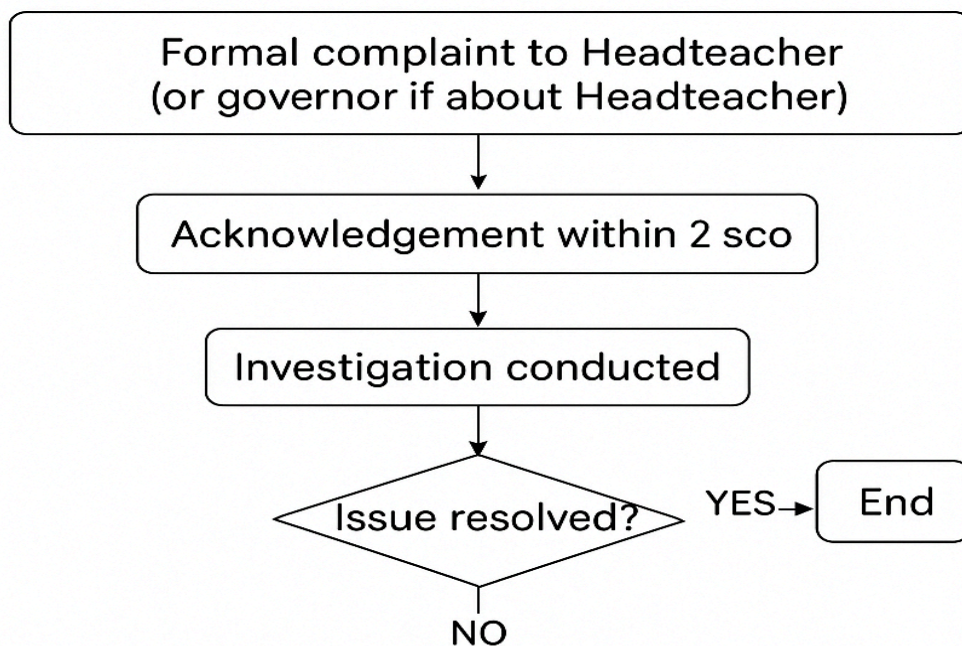 Formal complaint to Headteacher
(or governor if about Headteacher)
Acknowledgement within 2 sco
Investigation conducted
Issue resolved?
YES
End
NO